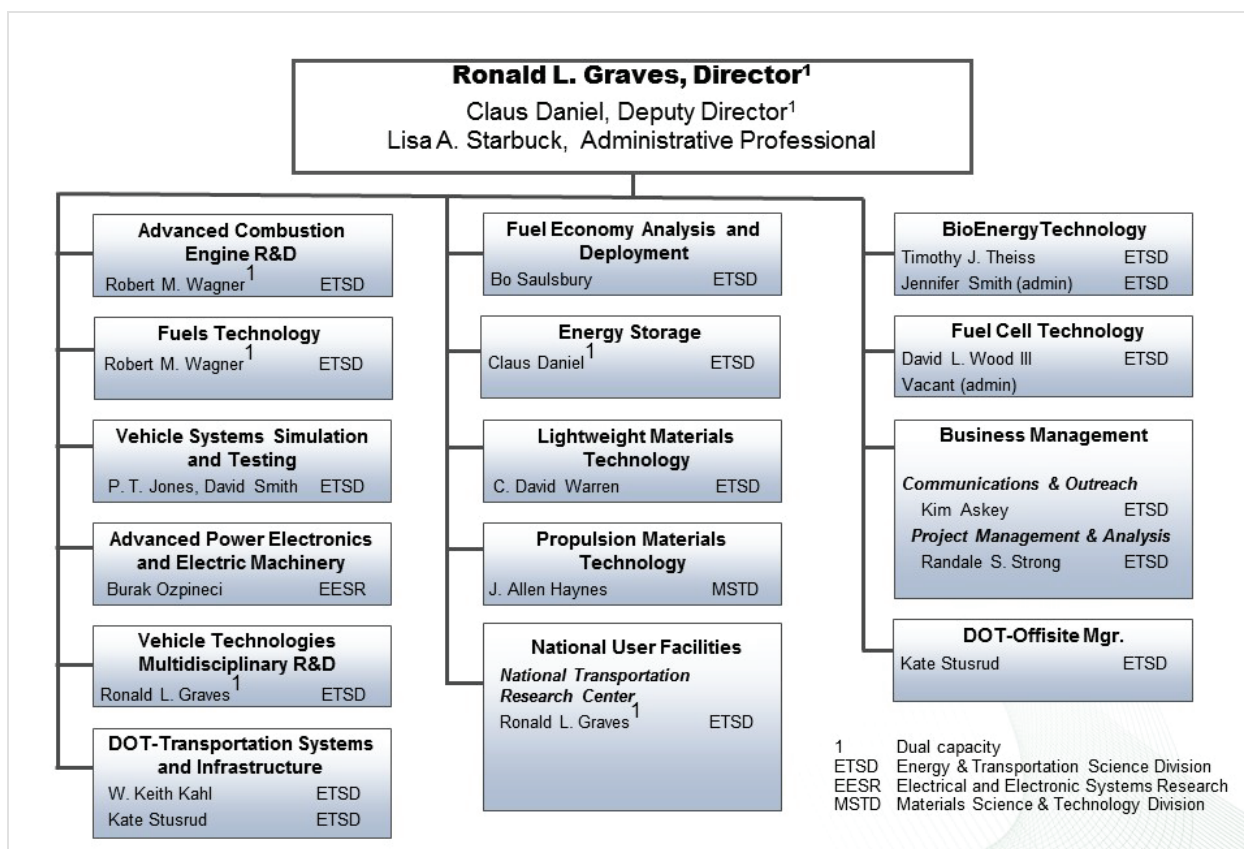 Ronald L. Graves, Director¹
Claus Daniel, Deputy Director¹
Lisa A. Starbuck, Administrative Professional
Advanced Combustion
Engine R&D
Robert M. Wagner¹ ETSD
Fuels Technology
Robert M. Wagner¹ ETSD
Vehicle Systems Simulation
and Testing
P. T. Jones, David Smith ETSD
Advanced Power Electronics
and Electric Machinery
Burak Ozpineci EESR
Vehicle Technologies
Multidisciplinary R&D
Ronald L. Graves¹ ETSD
DOT-Transportation Systems
and Infrastructure
W. Keith Kahl ETSD
Kate Stusrud ETSD
Fuel Economy Analysis and
Deployment
Bo Saulsbury ETSD
Energy Storage
Claus Daniel¹ ETSD
Lightweight Materials
Technology
C. David Warren ETSD
Propulsion Materials
Technology
J. Allen Haynes MSTD
National User Facilities
National Transportation
Research Center
Ronald L. Graves¹ ETSD
BioEnergy Technology
Timothy J. Theiss ETSD
Jennifer Smith (admin) ETSD
Fuel Cell Technology
David L. Wood III ETSD
Vacant (admin)
Business Management
Communications & Outreach
Kim Askey ETSD
Project Management & Analysis
Randale S. Strong ETSD
DOT-Offisite Mgr.
Kate Stusrud ETSD
1 Dual capacity
ETSD Energy & Transportation Science Division
EESR Electrical and Electronic Systems Research
MSTD Materials Science & Technology Division